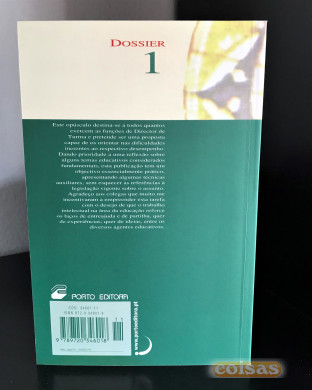 DOSSIER
1
Este opúsculo destina-se a todos quantos
exercem as funções de Director de
Turma e pretende ser uma proposta
capaz de os orientar nas dificuldades
inerentes ao respectivo desempenho.
Dando prioridade a uma reflexão sobre
alguns temas educativos considerados
fundamentais, esta publicação tem um
objectivo essencialmente prático,
apresentando algumas técnicas
auxiliares, sem esquecer as referências à
legislação vigente sobre o assunto.
Agradeço aos colegas que muito me
incentivaram a empreender esta tarefa
com o desejo de que o trabalho
intelectual na área da educação reforce
os laços de entreajuda e de partilha, quer
de experiências, quer de ideias, entre os
diversos agentes educativos.
PORTO EDITORA
www.portoeditora.pt
coisas